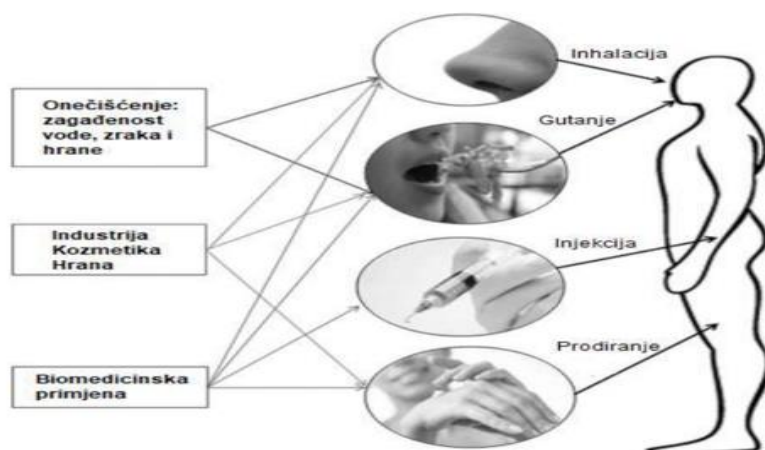 Onečišćenje:
zagađenost
vode, zraka i
hrane
Industrija
Kozmetika
Hrana
Biomedicinska
primjena
Inhalacija
Gutanje
Injekcija
Prodiranje